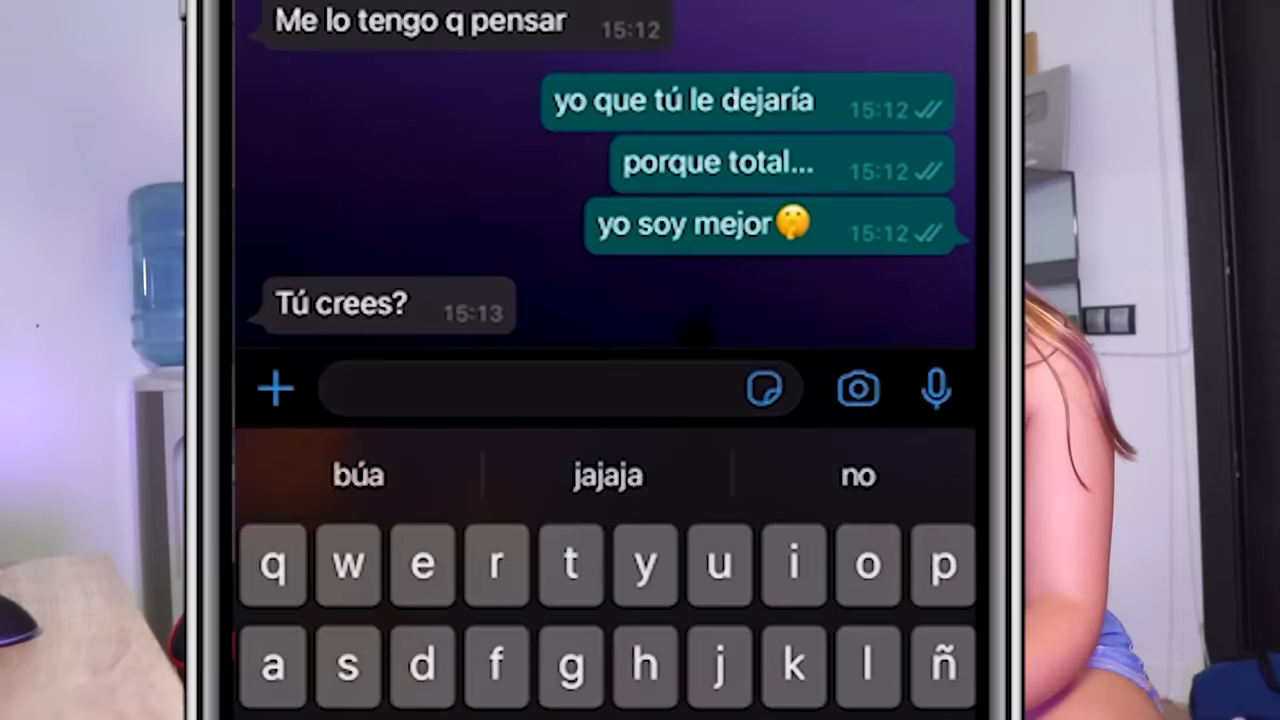 Me lo tengo q pensar 15:12
yo que tú le dejaría 15:12
porque total... 15:12
yo soy mejor🤫 15:12
Tú crees? 15:13
búa jajaja no
q w e r t y u i o p
a s d f g h j k l ñ